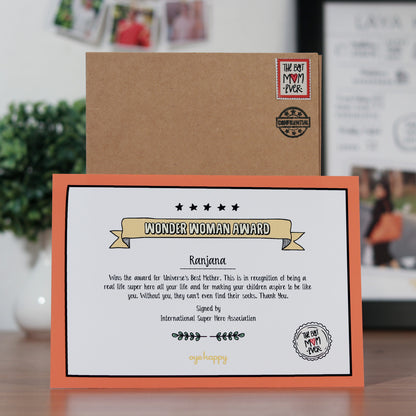 LAVA
THE BEST
MOM
EVER
CONFIDENTIAL
WONDER WOMAN AWARD
Ranjana
Wins the award for Universe's Best Mother. This is in recognition of being a
real life super hero all your life and for making your children aspire to be like
you. Without you, they can't even find their socks. Thank You.
Signed by
International Super Hero Association
THE BEST
MOM
EVER
oye happy